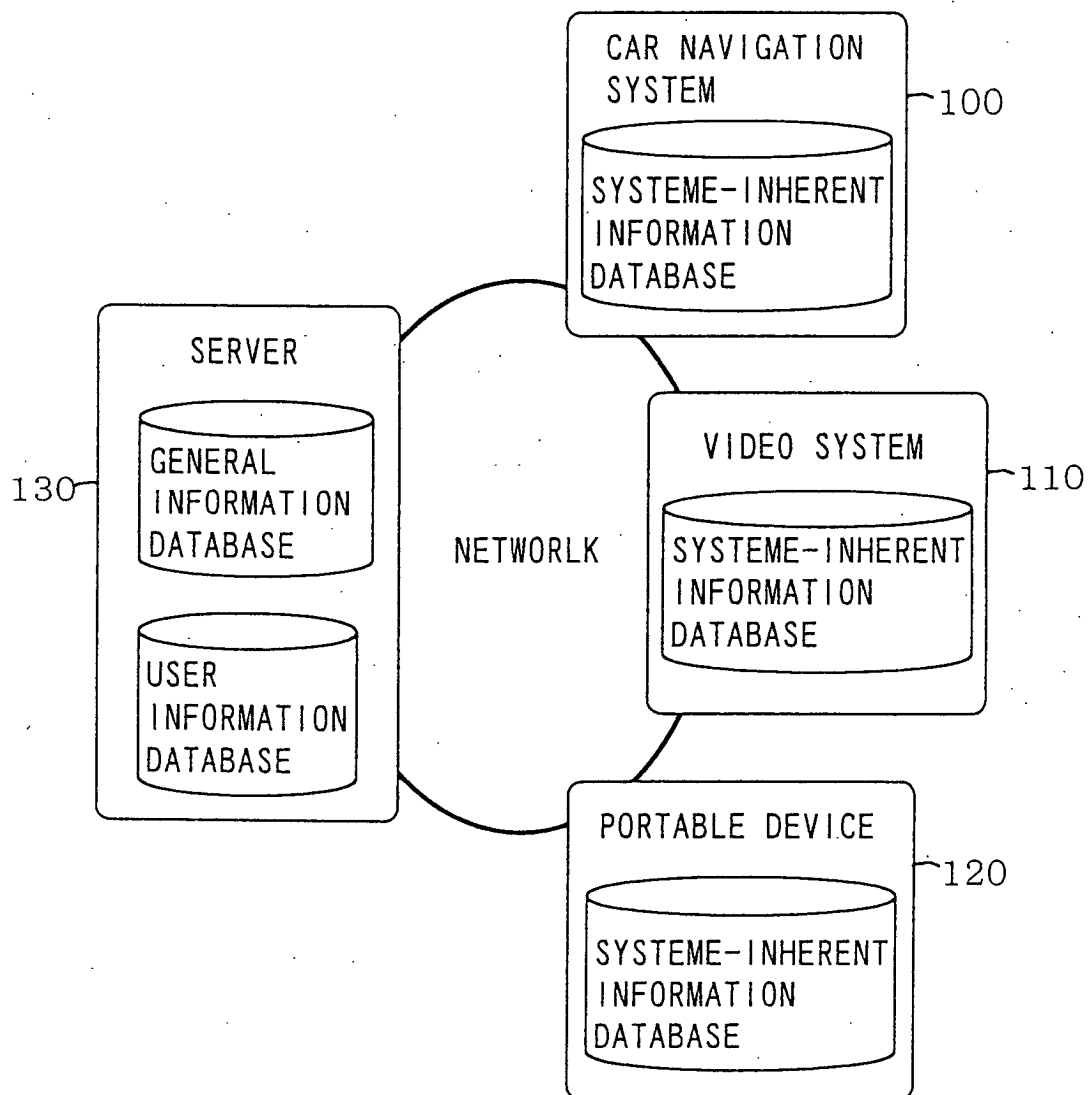 CAR NAVIGATION
SYSTEM
100
SYSTEME-INHERENT
INFORMATION
DATABASE
SERVER
GENERAL
INFORMATION
DATABASE
130
USER
INFORMATION
DATABASE
NETWORLK
VIDEO SYSTEM
110
SYSTEME-INHERENT
INFORMATION
DATABASE
PORTABLE DEVICE
120
SYSTEME-INHERENT
INFORMATION
DATABASE